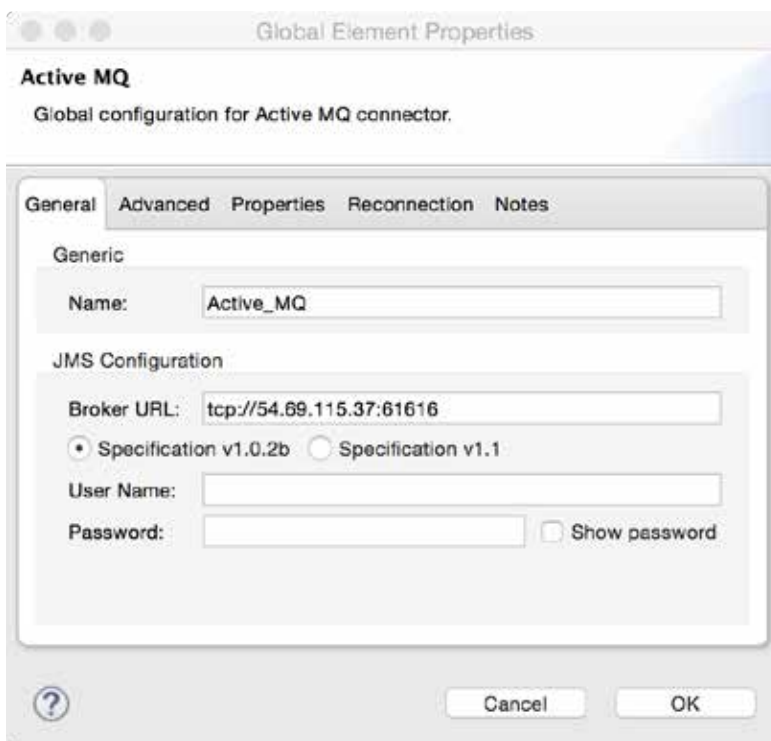 Global Element Properties
Active MQ
Global configuration for Active MQ connector.
General Advanced Properties Reconnection Notes
Generic
Name: Active_MQ
JMS Configuration
Broker URL: tcp://54.69.115.37:61616
Specification v1.0.2b Specification v1.1
User Name:
Password: Show password
? Cancel OK